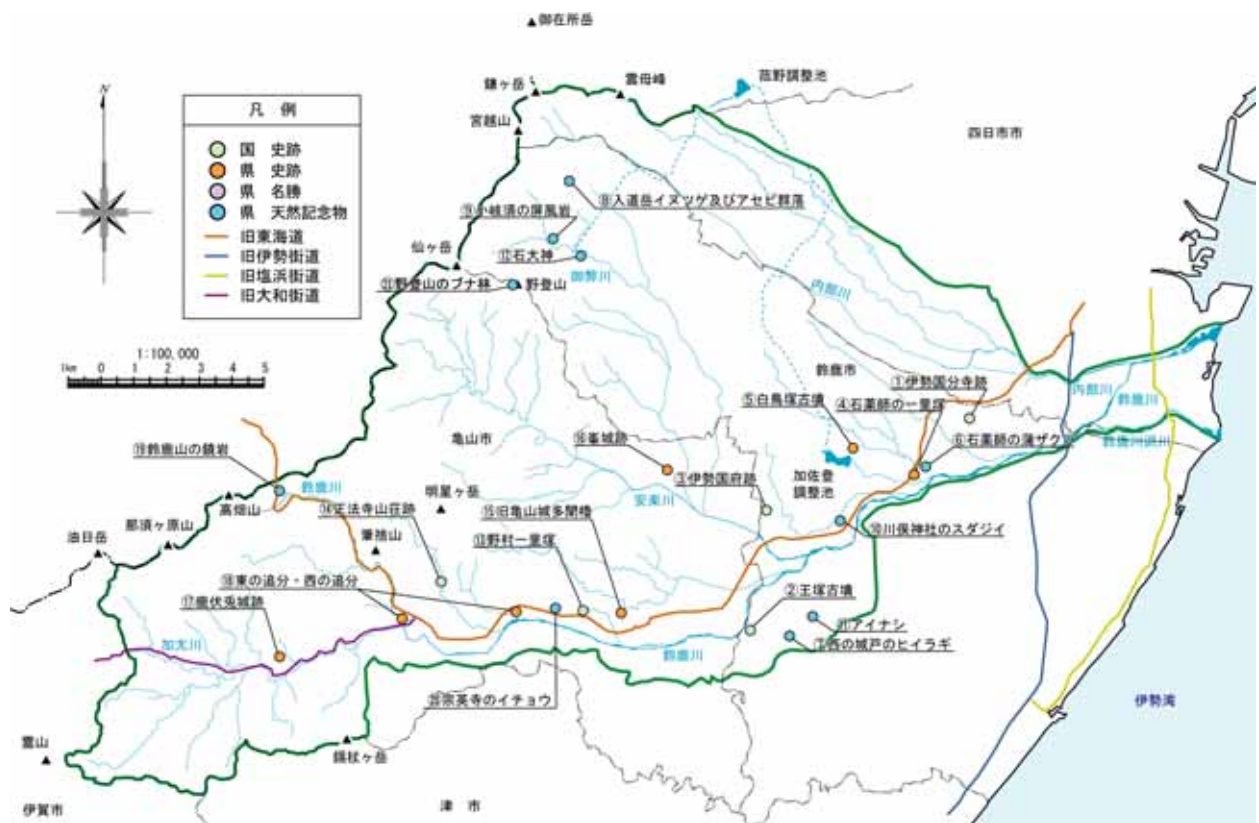 御在所岳
鎌ヶ岳
雲母峰
菰野調整池
宮越山
四日市市
N
凡 例
国 史跡
県 史跡
県 名勝
県 天然記念物
旧東海道
旧伊勢街道
旧塩浜街道
旧大和街道
1:100,000
1km 0 5
⑧入道岳イヌツゲ及びアセビ群落
⑨小岐須の屏風岩
⑫石大神
仙ヶ岳
御幣川
㉑野登山のブナ林
野登山
内部川
鈴鹿市
①伊勢国分寺跡
⑤白鳥塚古墳
④石薬師の一里塚
内部川
鈴鹿川
⑥石薬師の蒲ザクラ
鈴鹿川派川
亀山市
⑯峯城跡
⑲鈴鹿山の鏡岩
鈴鹿川
③伊勢国府跡
加佐登
調整池
安楽川
高畑山
明星ヶ岳
那須ヶ原山
⑭正法寺山荘跡
⑮旧亀山城多聞櫓
⑩川俣神社のスダジイ
油日岳
筆捨山
⑬野村一里塚
⑱東の追分・西の追分
②王塚古墳
⑰鹿伏兎城跡
⑪アイナシ
加太川
鈴鹿川
⑦西の城戸のヒイラギ
⑳宗英寺のイチョウ
伊勢湾
霊山
錫杖ヶ岳
伊賀市
津 市